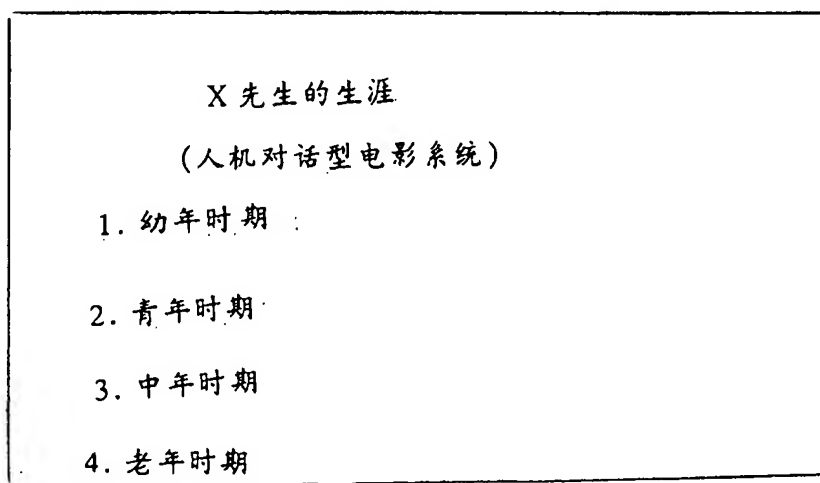 X 先生的生涯
(人机对话型电影系统)
1. 幼年时期
2. 青年时期
3. 中年时期
4. 老年时期